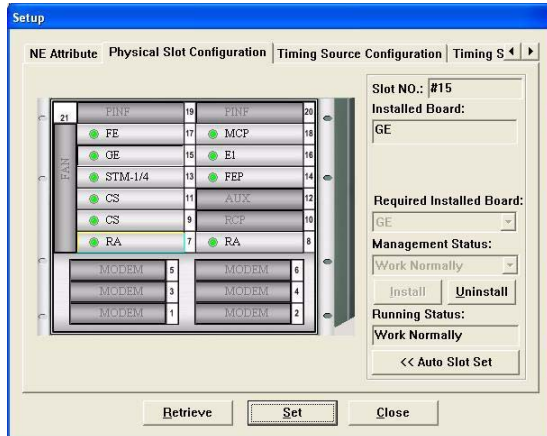 Setup
NE Attribute Physical Slot Configuration Timing Source Configuration Timing S
Slot NO.: #15
Installed Board:
GE
21 PINF 19 PINF 20
FE 17 MCP 18
GE 15 E1 16
STM-1/4 13 FEP 14
CS 11 AUX 12
CS 9 RCP 10
RA 7 RA 8
FAN
MODEM 5 MODEM 6
MODEM 3 MODEM 4
MODEM 1 MODEM 2
Required Installed Board:
GE
Management Status:
Work Normally
Install Uninstall
Running Status:
Work Normally
<< Auto Slot Set
Retrieve Set Close